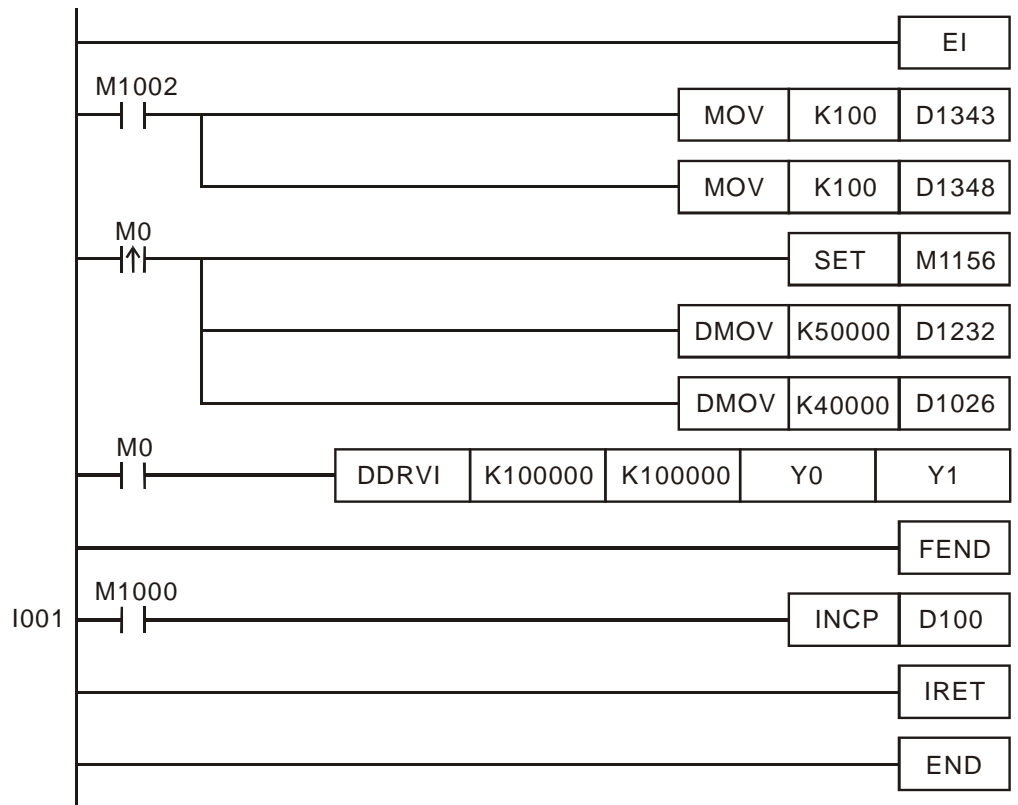 EI
M1002
MOV K100 D1343
MOV K100 D1348
M0
SET M1156
DMOV K50000 D1232
DMOV K40000 D1026
M0
DDRVI K100000 K100000 Y0 Y1
FEND
M1000
I001 INCP D100
IRET
END